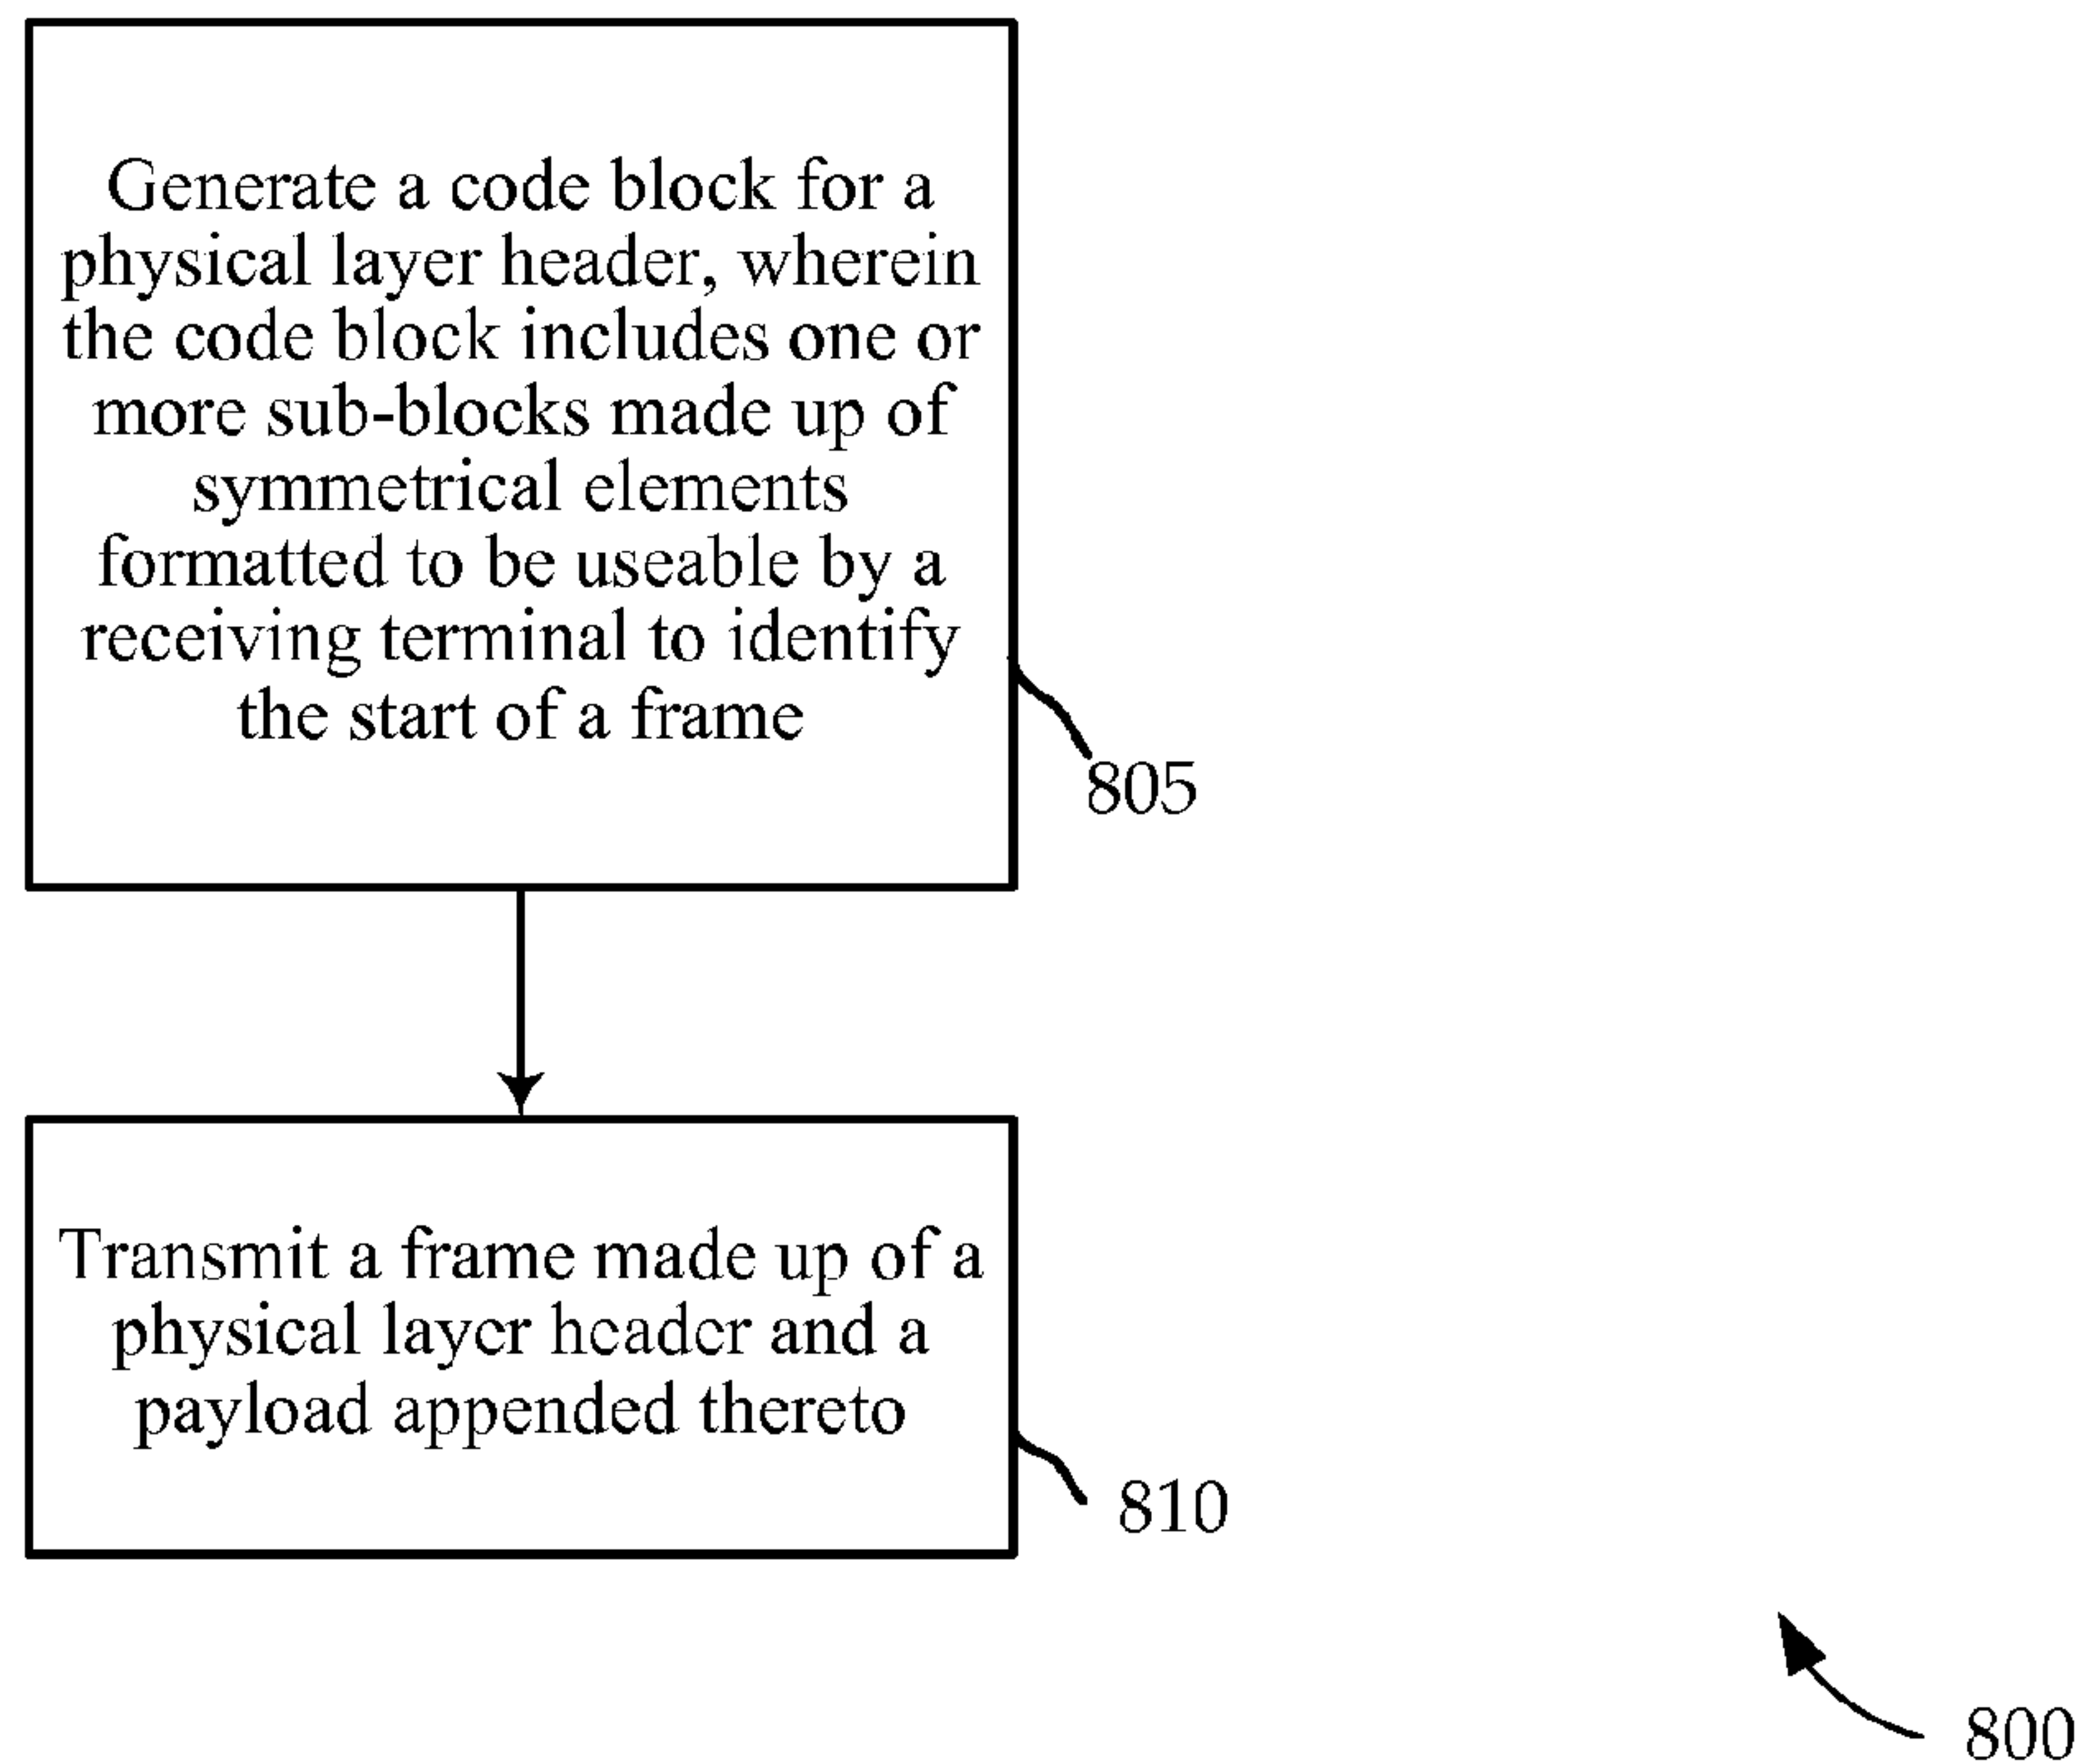 Generate a code block for a
physical layer header, wherein
the code block includes one or
more sub-blocks made up of
symmetrical elements
formatted to be useable by a
receiving terminal to identify
the start of a frame
805
Transmit a frame made up of a
physical layer header and a
payload appended thereto
810
800